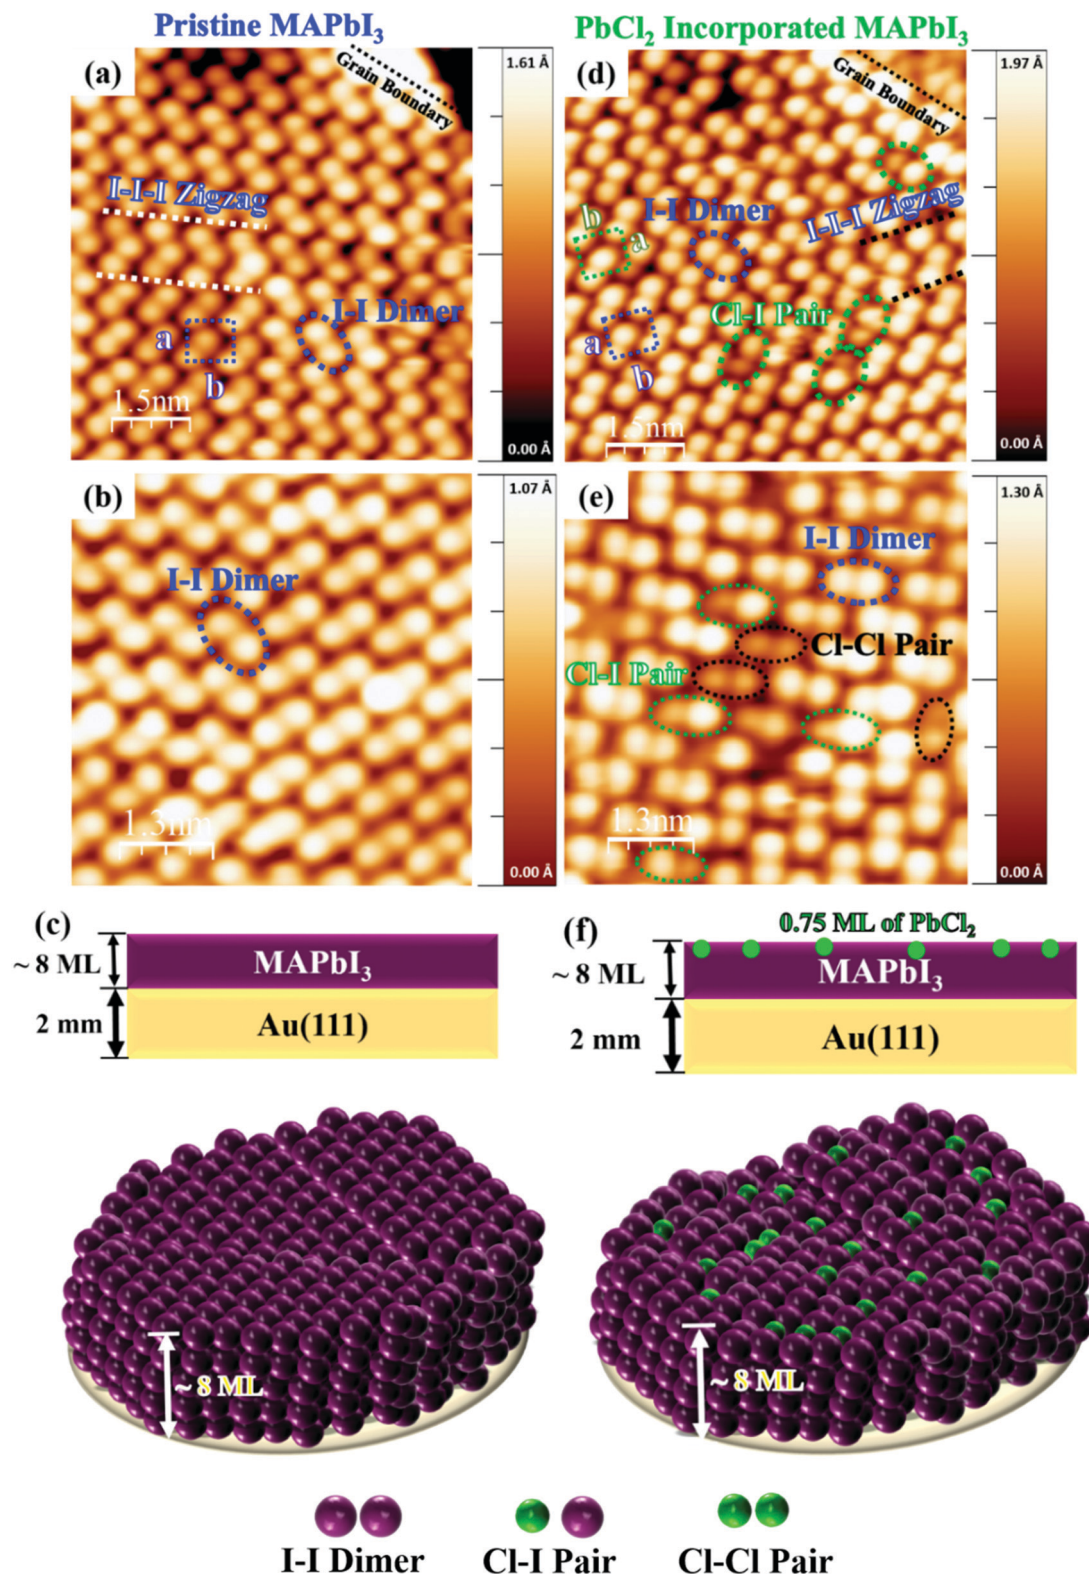 Pristine MAPbI3
PbCl2 Incorporated MAPbI3
(a)
Grain Boundary
I-I-I Zigzag
I-I Dimer
a
b
1.5nm
1.61 Å
0.00 Å
(d)
Grain Boundary
I-I-I Zigzag
I-I Dimer
b
a
Cl-I Pair
a
b
1.5nm
1.97 Å
0.00 Å
(b)
I-I Dimer
1.3nm
1.07 Å
0.00 Å
(e)
I-I Dimer
Cl-Cl Pair
Cl-I Pair
1.3nm
1.30 Å
0.00 Å
(c)
~ 8 ML
MAPbI3
2 mm
Au(111)
~ 8 ML
(f)
0.75 ML of PbCl2
~ 8 ML
MAPbI3
2 mm
Au(111)
~ 8 ML
I-I Dimer
Cl-I Pair
Cl-Cl Pair